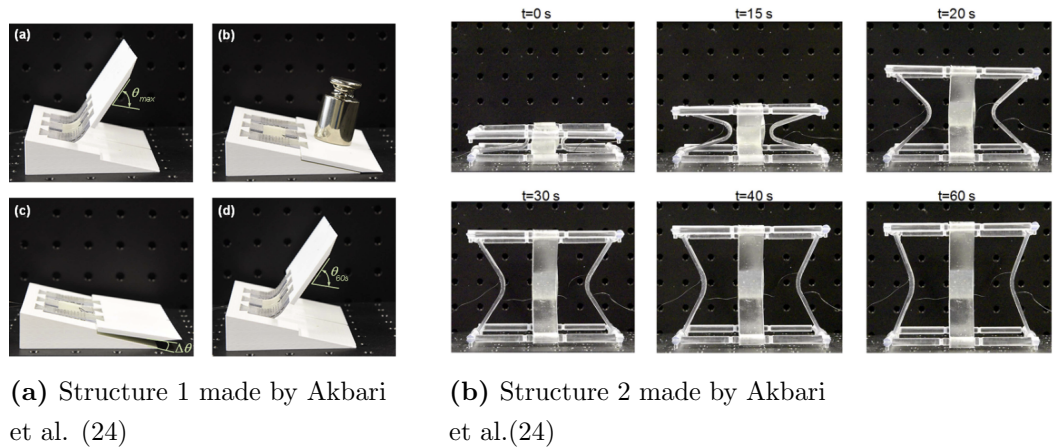 (a)
θmax
(b)
(c)
Δθ
(d)
θ60s
t=0 s
t=15 s
t=20 s
t=30 s
t=40 s
t=60 s
(a) Structure 1 made by Akbari
et al. (24)
(b) Structure 2 made by Akbari
et al.(24)